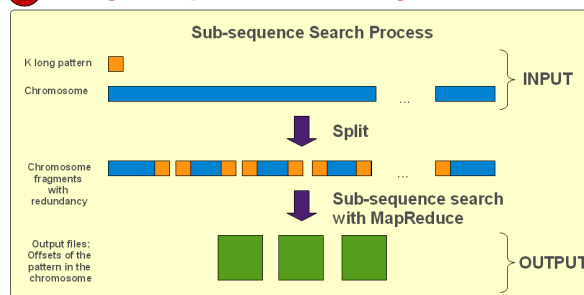 Sub-sequence Search Process
K long pattern
INPUT
Chromosome
...
Split
Chromosome
fragments
with
redundancy
...
Sub-sequence search
with MapReduce
Output files:
Offsets of the
pattern in the
chromosome
OUTPUT